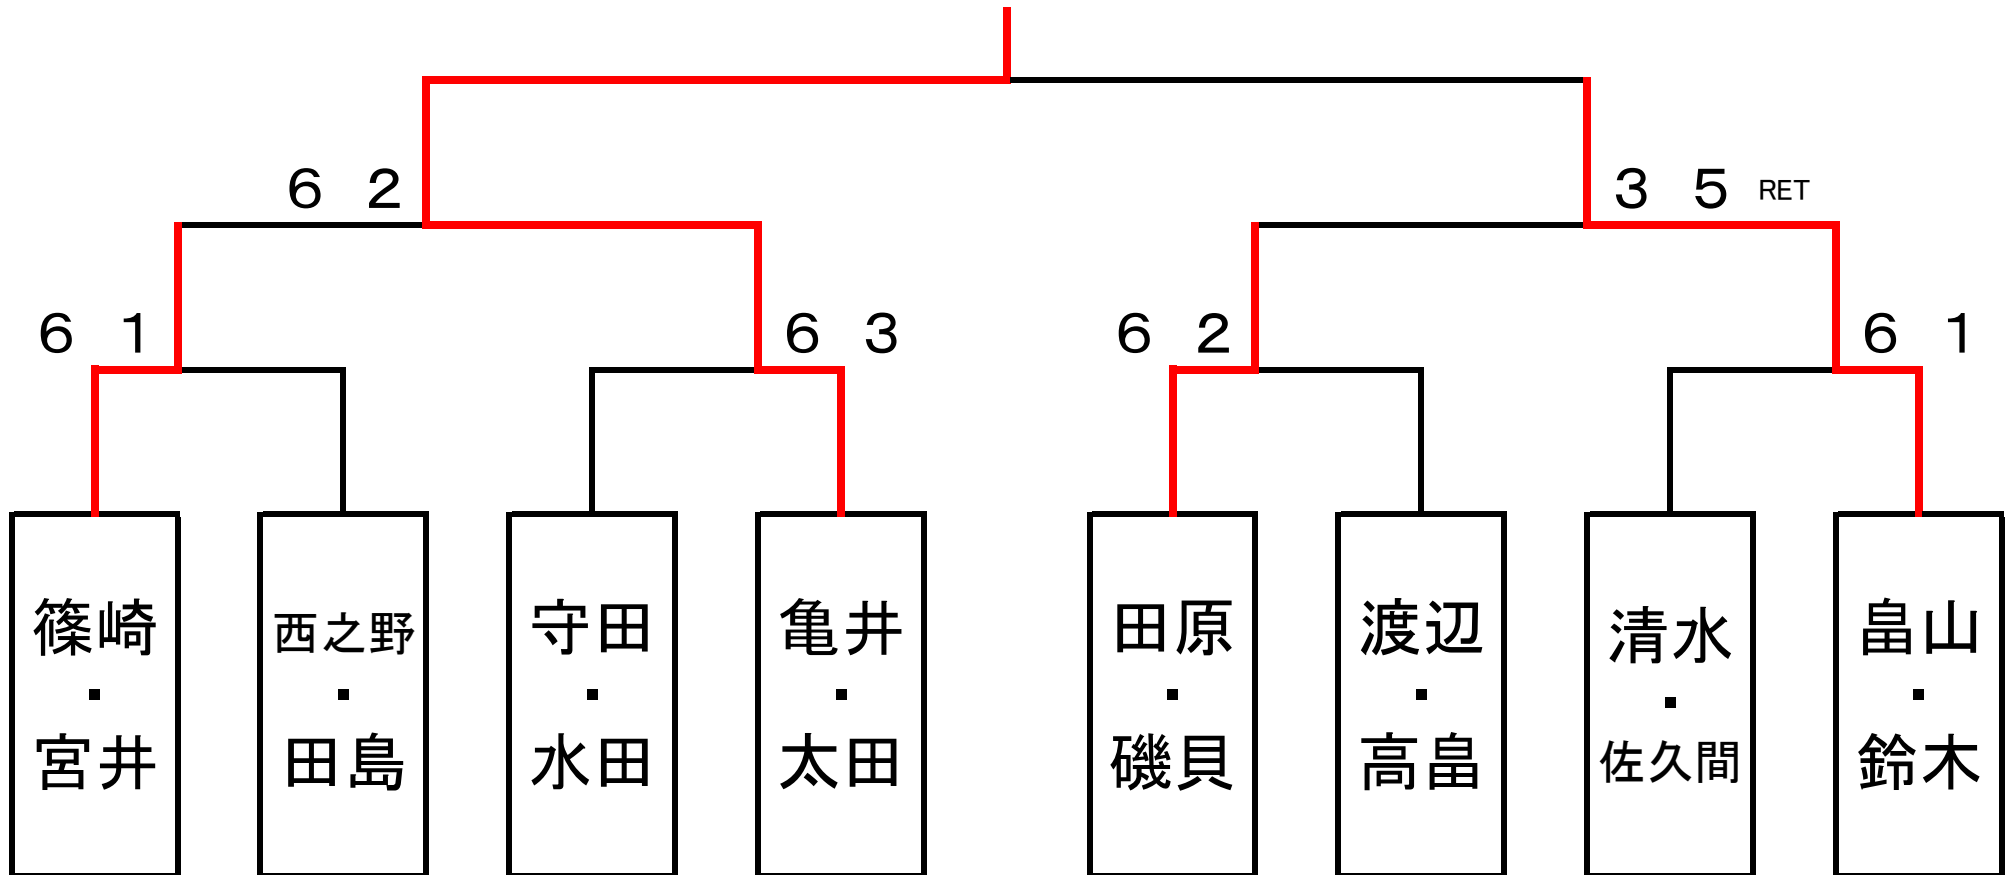 ６ ２
３ ５ RET
６ １
６ ３
６ ２
６ １
篠崎・宮井
西之野・田島
守田・水田
亀井・太田
田原・磯貝
渡辺・高畠
清水・佐久間
畠山・鈴木